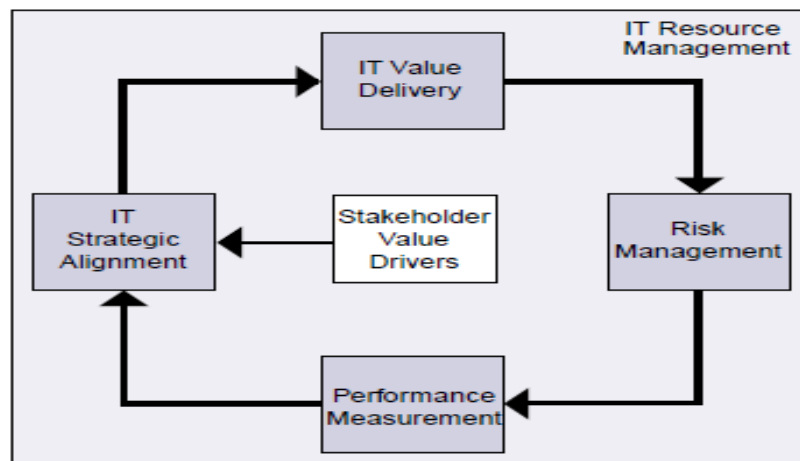 IT Resource
Management
IT Value
Delivery
IT
Strategic
Alignment
Stakeholder
Value
Drivers
Risk
Management
Performance
Measurement